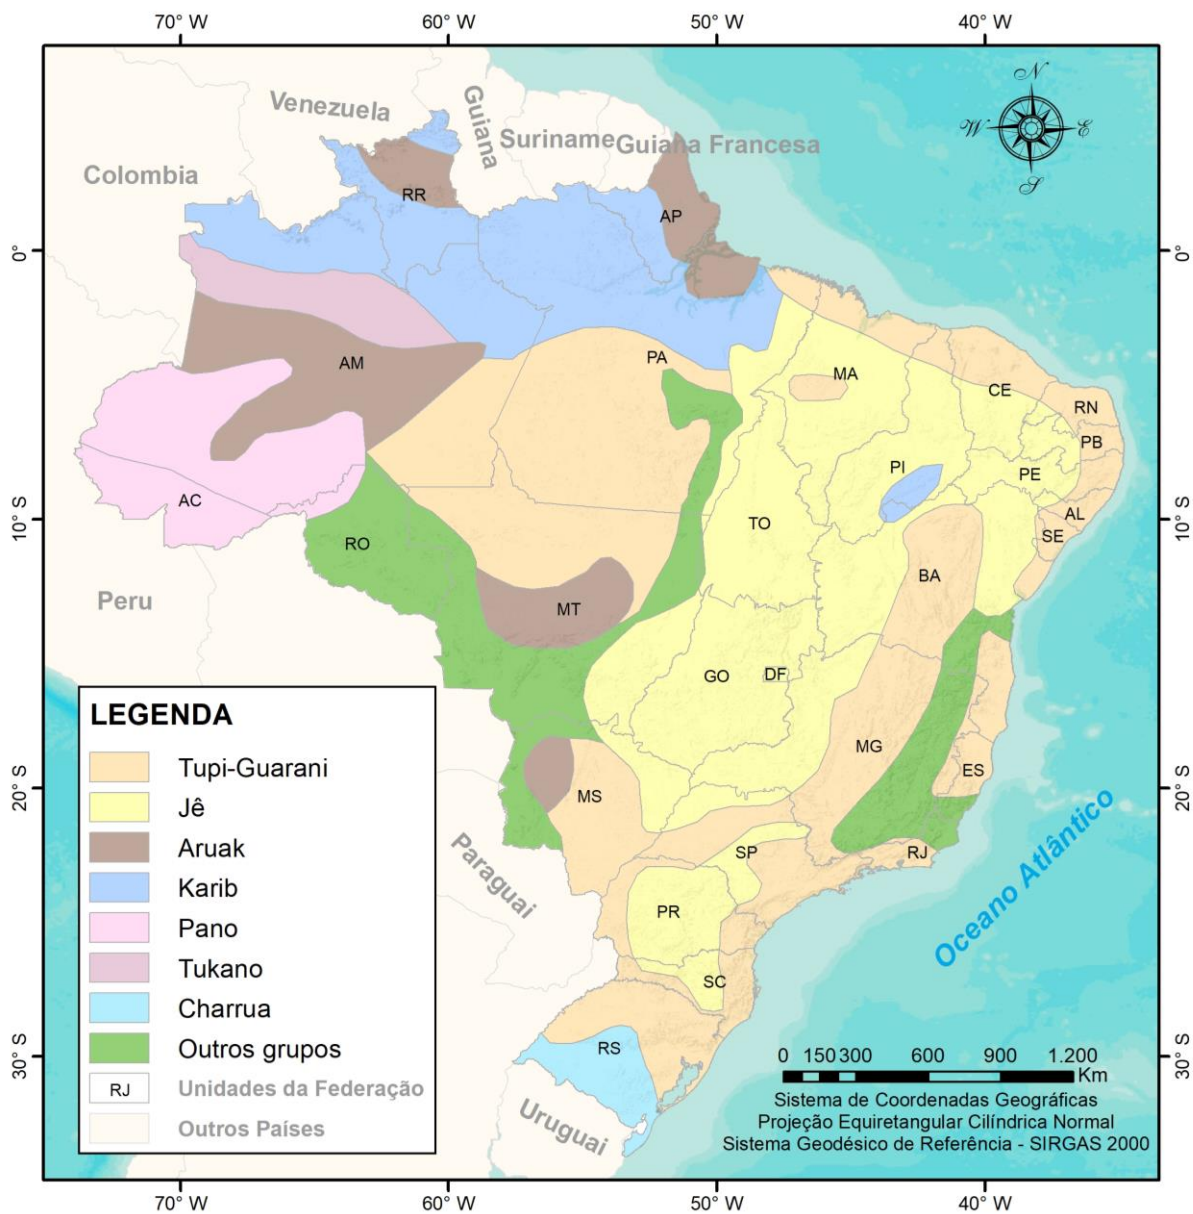 70° W 60° W 50° W 40° W
N
W E
S
Venezuela
Guiana
Suriname
Guiana Francesa
Colombia
RR
AP
0° 0°
AM
PA
MA
CE
RN
PB
PI
PE
AC
10° S 10° S
AL
SE
TO
RO
BA
Peru
MT
GO
DF
MG
ES
MS
20° S 20° S
Paraguai
SP
RJ
PR
SC
Oceano Atlântico
RS
30° S 30° S
Uruguai
LEGENDA
Tupi-Guarani
Jê
Aruak
Karib
Pano
Tukano
Charrua
Outros grupos
RJ Unidades da Federação
Outros Países
0 150 300 600 900 1.200
Km
Sistema de Coordenadas Geográficas
Projeção Equiretangular Cilíndrica Normal
Sistema Geodésico de Referência - SIRGAS 2000
70° W 60° W 50° W 40° W